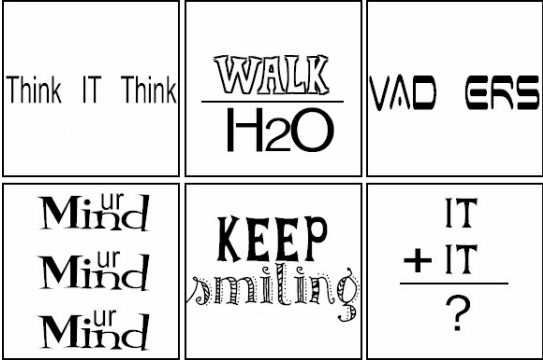 Think IT Think
WALK
H2O
VAD ERS
ur
Mind
ur
Mind
ur
Mind
KEEP
smiling
IT
+ IT
?